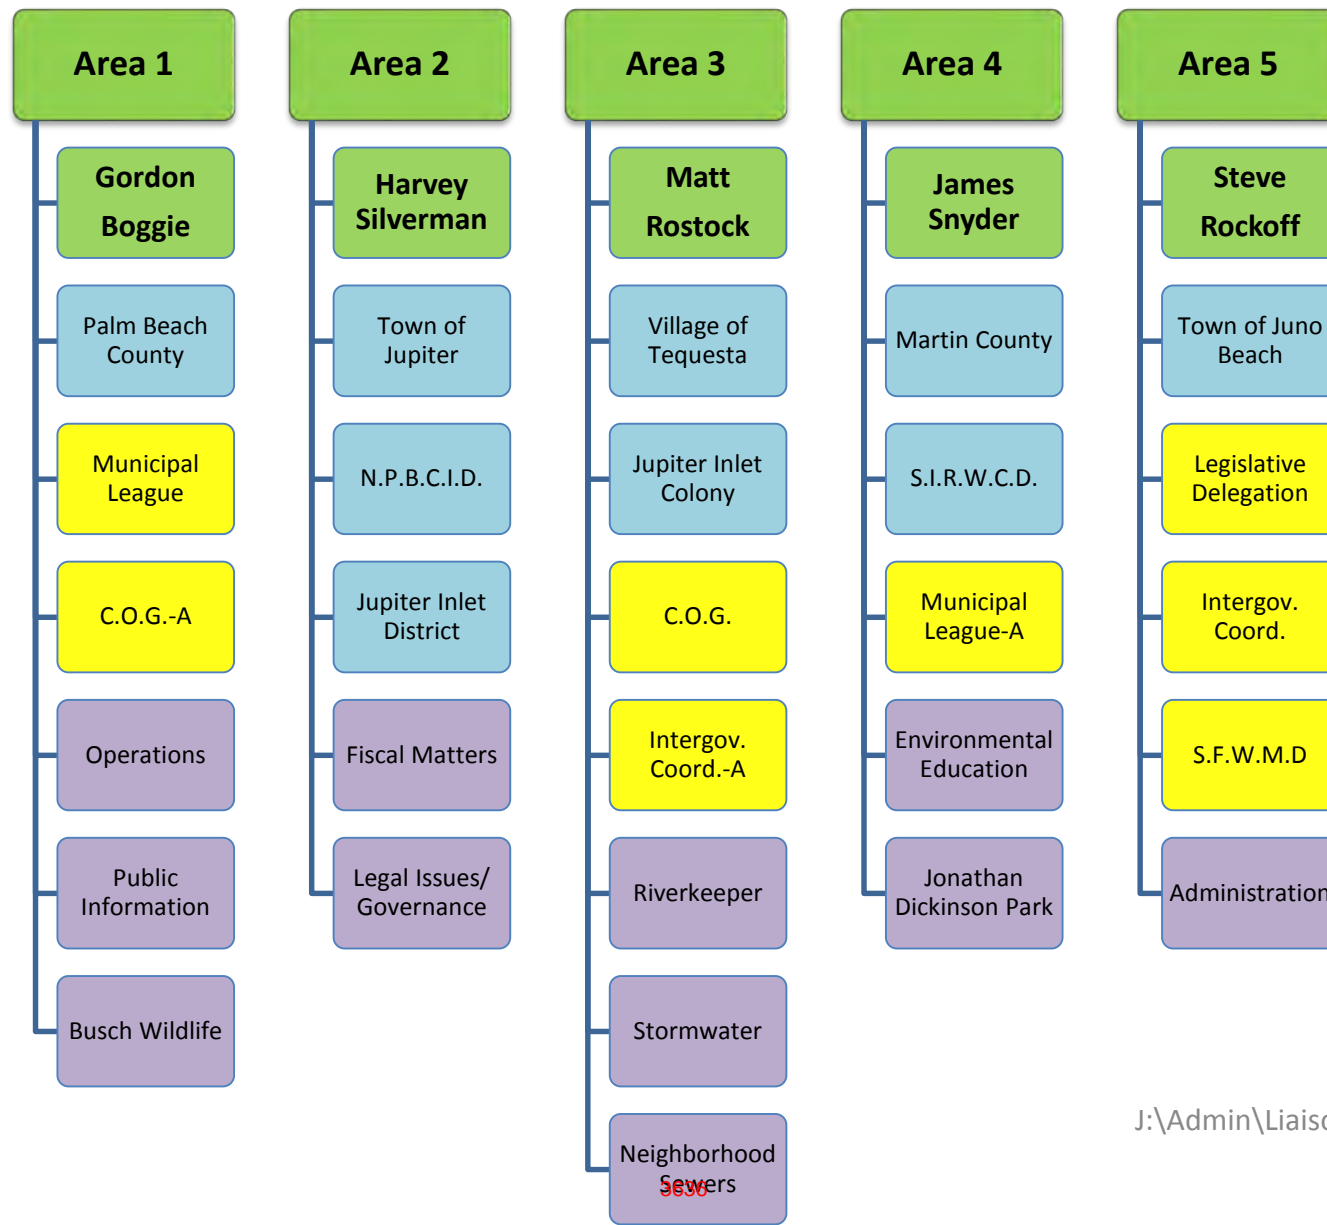 Area 1
Gordon
Boggie
Palm Beach
County
Municipal
League
C.O.G.-A
Operations
Public
Information
Busch Wildlife
Area 2
Harvey
Silverman
Town of
Jupiter
N.P.B.C.I.D.
Jupiter Inlet
District
Fiscal Matters
Legal Issues/
Governance
Area 3
Matt
Rostock
Village of
Tequesta
Jupiter Inlet
Colony
C.O.G.
Intergov.
Coord.-A
Riverkeeper
Stormwater
Neighborhood
Sewers
Area 4
James
Snyder
Martin County
S.I.R.W.C.D.
Municipal
League-A
Environmental
Education
Jonathan
Dickinson Park
Area 5
Steve
Rockoff
Town of Juno
Beach
Legislative
Delegation
Intergov.
Coord.
S.F.W.M.D
Administration
J:\Admin\Liaiso